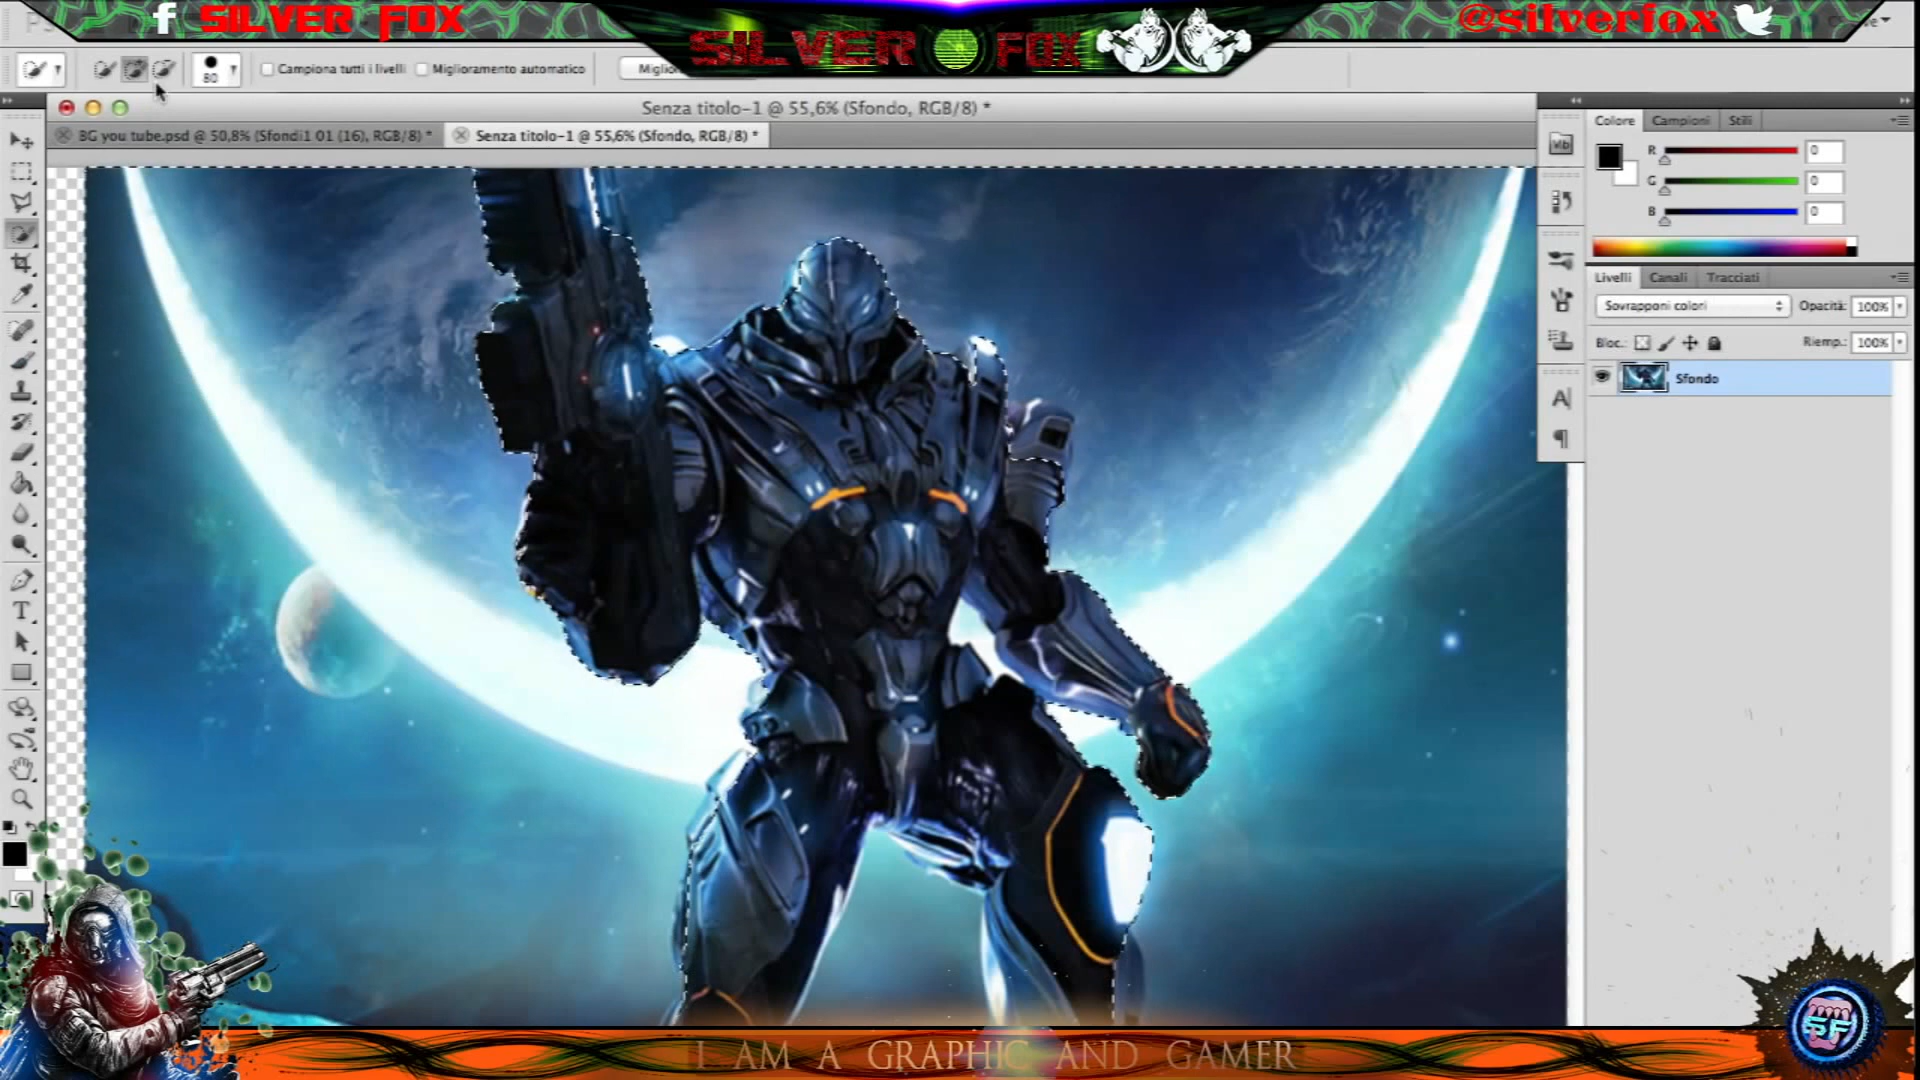 f SILVER FOX
SILVER FOX
@silverfox
80
Campiona tutti i livelli
Miglioramento automatico
Senza titolo-1 @ 55,6% (Sfondo, RGB/8) *
BG you tube.psd @ 50,8% (Sfondi1 01 (16), RGB/8) *
Senza titolo-1 @ 55,6% (Sfondo, RGB/8) *
Colore Campioni Stili
R 0
G 0
B 0
Mb
Livelli Canali Tracciati
Sovrapponi colori Opacità: 100%
Bloc.: Riemp.: 100%
Sfondo
SF
I AM A GRAPHIC AND GAMER